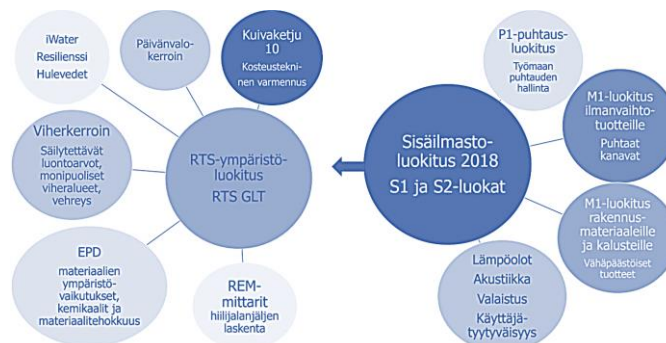 iWater
Resilienssi
Hulevedet
Päivänvalo-
kerroin
Kuivaketju
10
Kosteustekni-
nen varmennus
Viherkerroin
Säilytettävät
luontoarvot,
monipuoliset
viheralueet,
vehreys
RTS-ympäristö-
luokitus
RTS GLT
EPD
materiaalien
ympäristö-
vaikutukset,
kemikaalit ja
materiaalitehokkuus
REM-
mittarit
hiilijalanjäljen
laskenta
Sisäilmasto-
luokitus 2018
S1 ja S2-luokat
P1-puhtaus-
luokitus
Työmaan
puhtauden
hallinta
M1-luokitus
ilmanvaihto-
tuotteille
Puhtaat
kanavat
M1-luokitus
rakennus-
materiaaleille
ja kalusteille
Vähäpäästöiset
tuotteet
Lämpöolot
Akustiikka
Valaistus
Käyttäjä-
tyytyväisyys